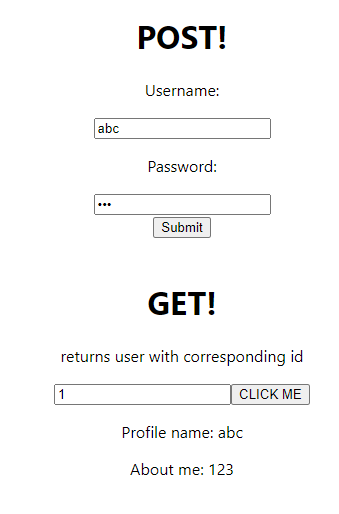 POST!
Username:
abc
Password:
•••
Submit
GET!
returns user with corresponding id
1 CLICK ME
Profile name: abc
About me: 123